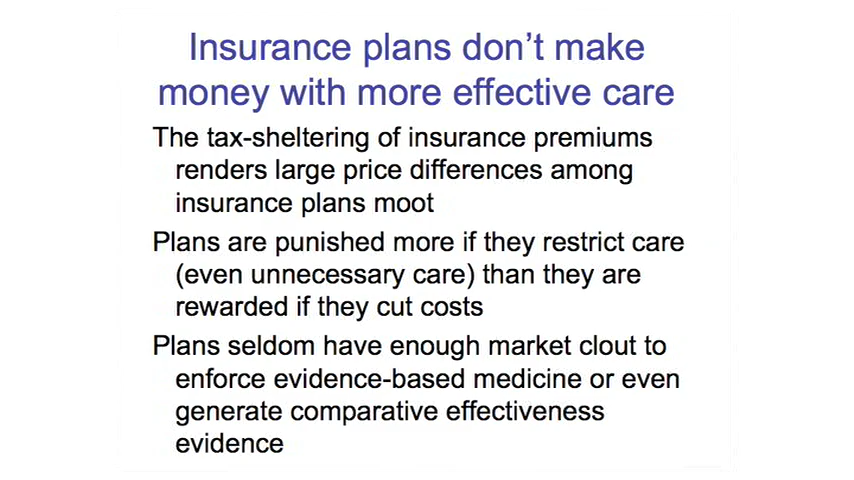 Insurance plans don't make
money with more effective care
The tax-sheltering of insurance premiums
renders large price differences among
insurance plans moot
Plans are punished more if they restrict care
(even unnecessary care) than they are
rewarded if they cut costs
Plans seldom have enough market clout to
enforce evidence-based medicine or even
generate comparative effectiveness
evidence